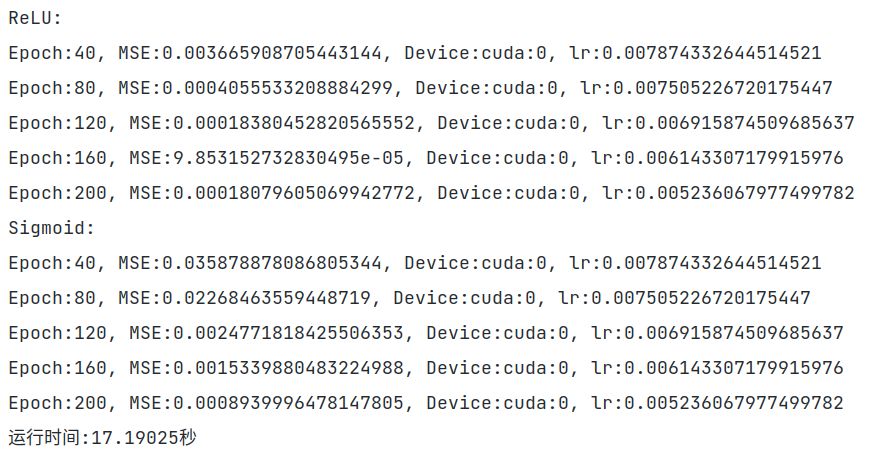 ReLU:
Epoch:40, MSE:0.003665908705443144, Device:cuda:0, lr:0.007874332644514521
Epoch:80, MSE:0.0004055533208884299, Device:cuda:0, lr:0.007505226720175447
Epoch:120, MSE:0.00018380452820565552, Device:cuda:0, lr:0.006915874509685637
Epoch:160, MSE:9.853152732830495e-05, Device:cuda:0, lr:0.006143307179915976
Epoch:200, MSE:0.00018079605069942772, Device:cuda:0, lr:0.005236067977499782
Sigmoid:
Epoch:40, MSE:0.035878878086805344, Device:cuda:0, lr:0.007874332644514521
Epoch:80, MSE:0.02268463559448719, Device:cuda:0, lr:0.007505226720175447
Epoch:120, MSE:0.0024771818425506353, Device:cuda:0, lr:0.006915874509685637
Epoch:160, MSE:0.0015339880483224988, Device:cuda:0, lr:0.006143307179915976
Epoch:200, MSE:0.0008939996478147805, Device:cuda:0, lr:0.005236067977499782
运行时间:17.19025秒